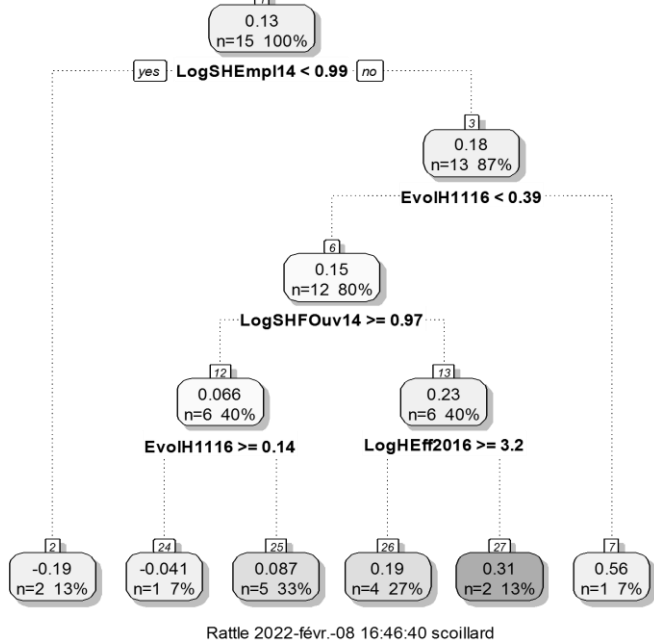 1
0.13
n=15 100%
yes LogSHEmpl14 < 0.99 no
3
0.18
n=13 87%
EvolH1116 < 0.39
6
0.15
n=12 80%
LogSHFOuv14 >= 0.97
12
0.066
n=6 40%
13
0.23
n=6 40%
EvolH1116 >= 0.14
LogHEff2016 >= 3.2
2
-0.19
n=2 13%
24
-0.041
n=1 7%
25
0.087
n=5 33%
26
0.19
n=4 27%
27
0.31
n=2 13%
7
0.56
n=1 7%
Rattle 2022-févr.-08 16:46:40 scoillard